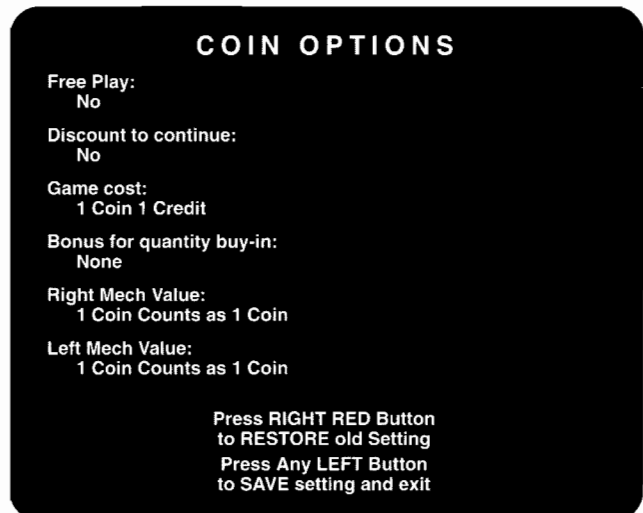 COIN OPTIONS
Free Play:
No
Discount to continue:
No
Game cost:
1 Coin 1 Credit
Bonus for quantity buy-in:
None
Right Mech Value:
1 Coin Counts as 1 Coin
Left Mech Value:
1 Coin Counts as 1 Coin
Press RIGHT RED Button
to RESTORE old Setting
Press Any LEFT Button
to SAVE setting and exit